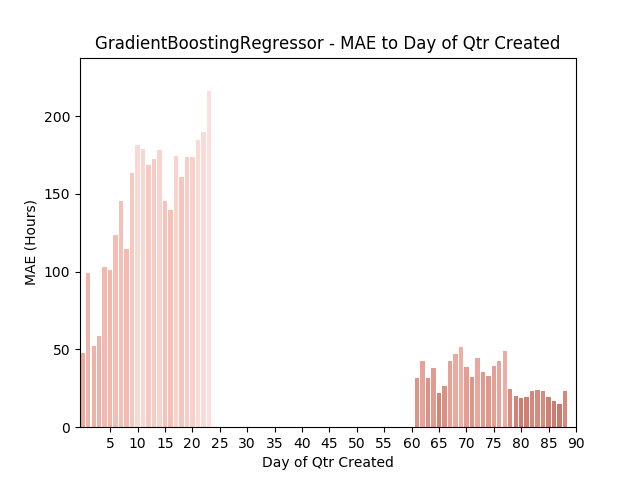 GradientBoostingRegressor - MAE to Day of Qtr Created
200
150
100
50
0
MAE (Hours)
5 10 15 20 25 30 35 40 45 50 55 60 65 70 75 80 85 90
Day of Qtr Created